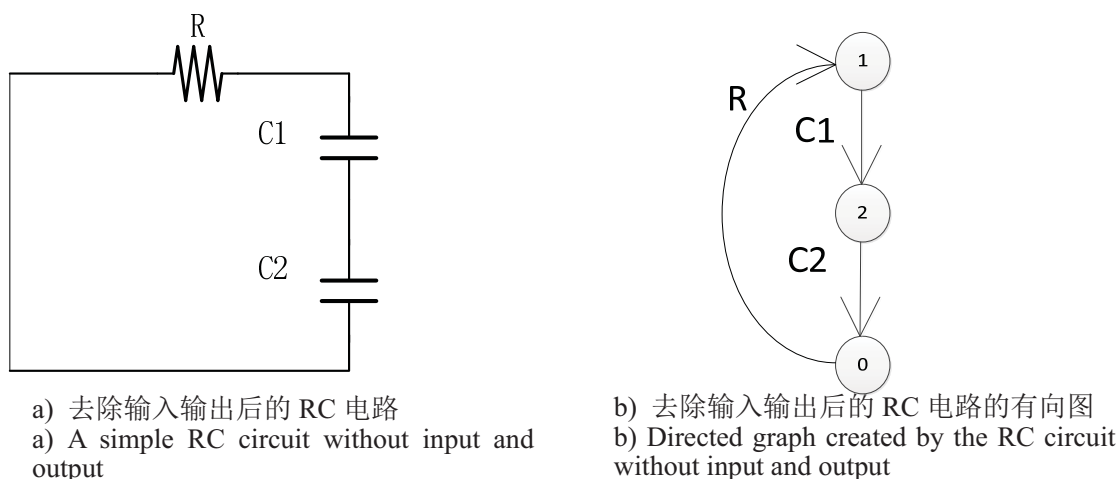 R
C1
C2
a) 去除输入输出后的 RC 电路
a) A simple RC circuit without input and
output
1
R
C1
2
C2
0
b) 去除输入输出后的 RC 电路的有向图
b) Directed graph created by the RC circuit
without input and output